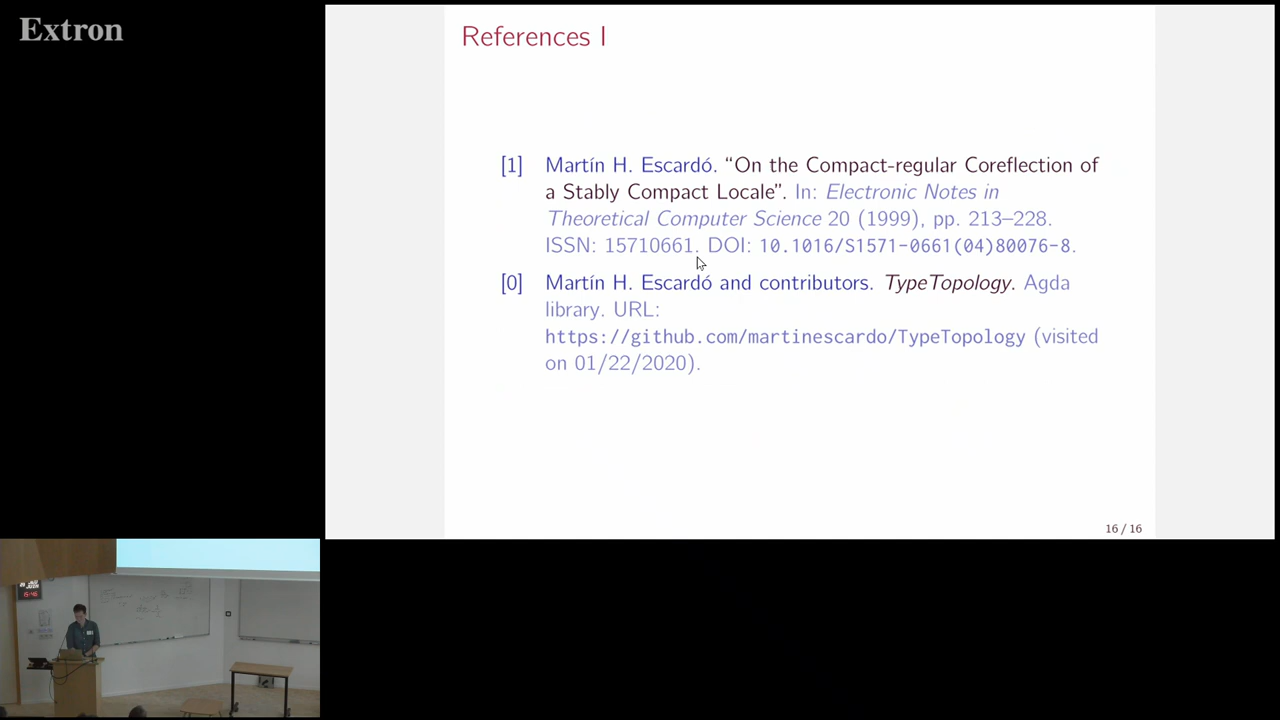 Extron
References I
[1] Martín H. Escardó. “On the Compact-regular Coreflection of
a Stably Compact Locale”. In: Electronic Notes in
Theoretical Computer Science 20 (1999), pp. 213–228.
ISSN: 15710661. DOI: 10.1016/S1571-0661(04)80076-8.
[0] Martín H. Escardó and contributors. TypeTopology. Agda
library. URL:
https://github.com/martinescardo/TypeTopology (visited
on 01/22/2020).
16 / 16